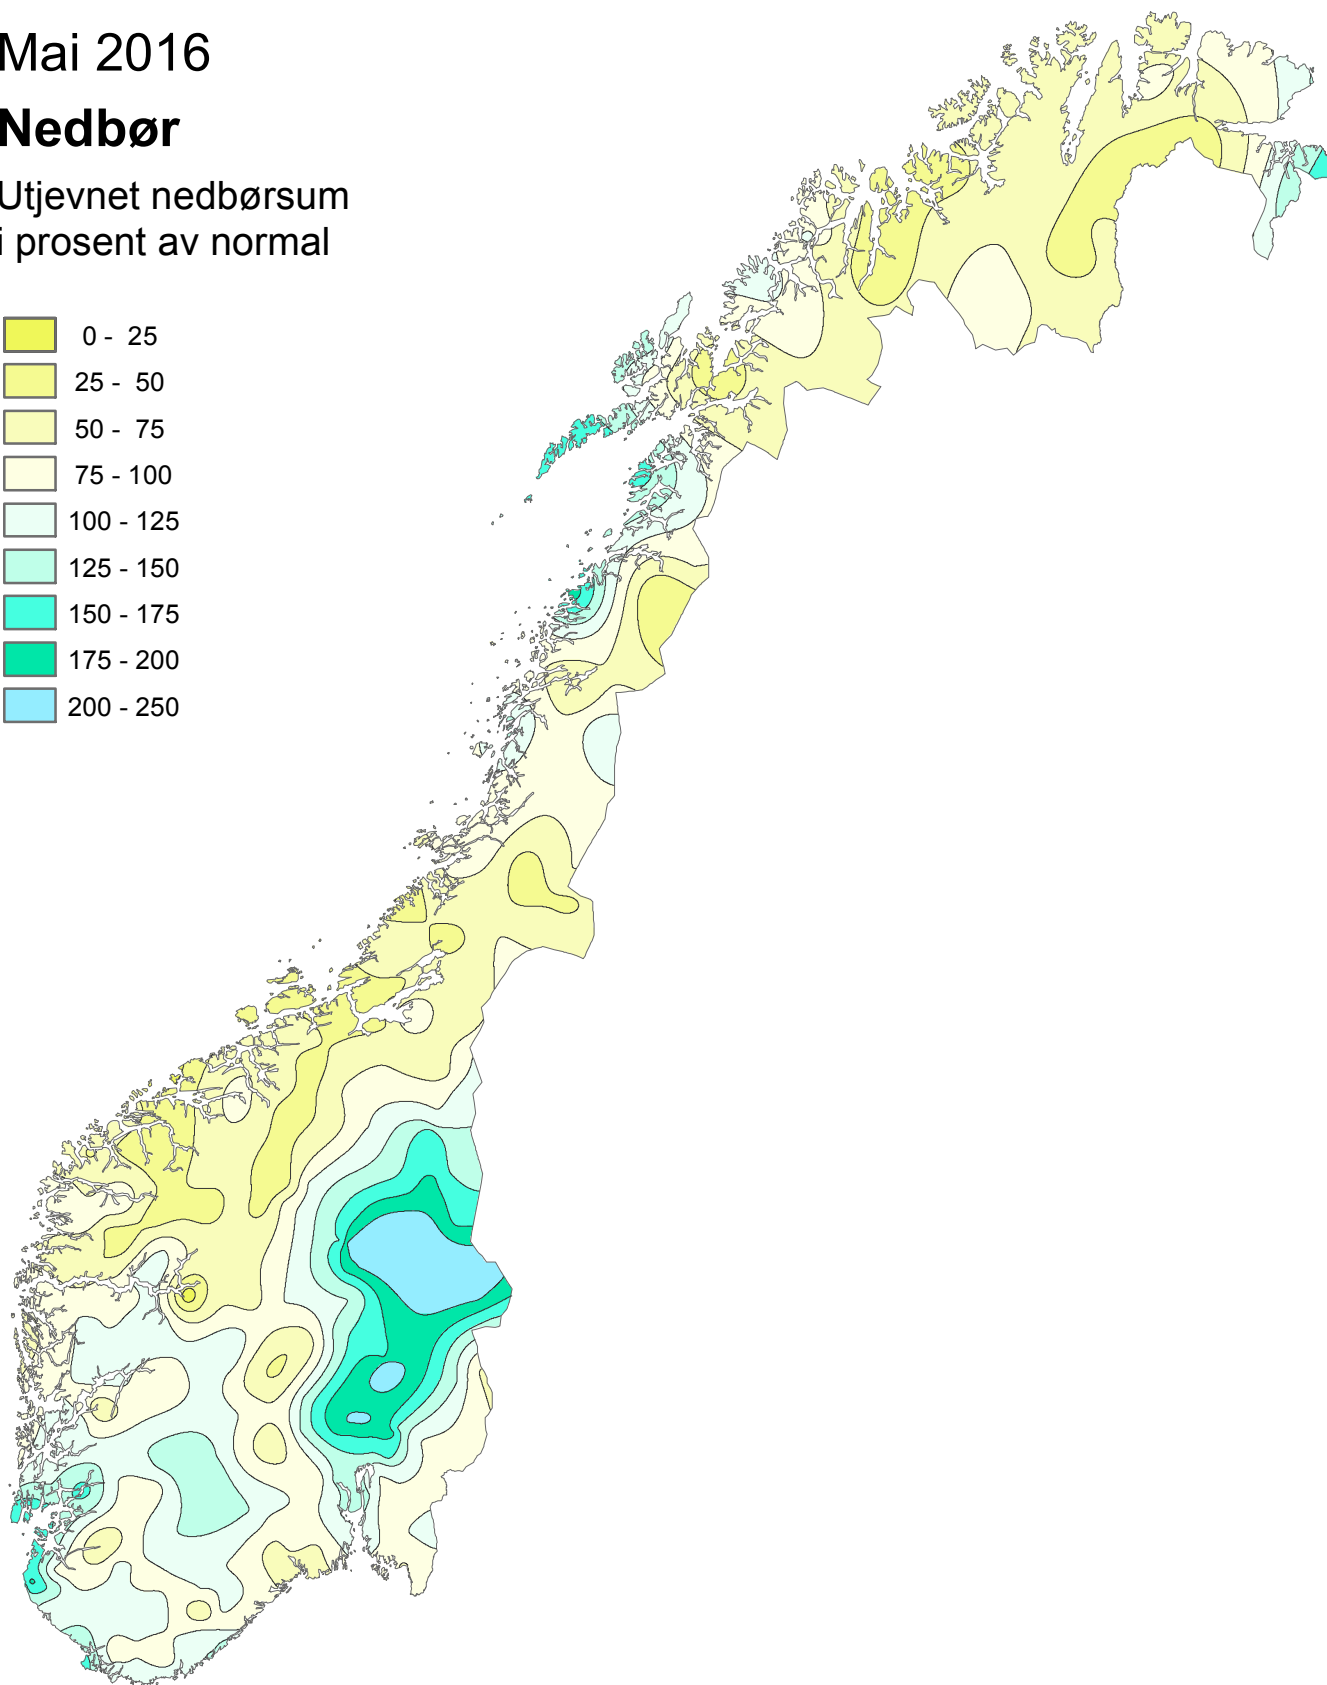 Mai 2016
Nedbør
Utjevnet nedbørsum
i prosent av normal
0 - 25
25 - 50
50 - 75
75 - 100
100 - 125
125 - 150
150 - 175
175 - 200
200 - 250